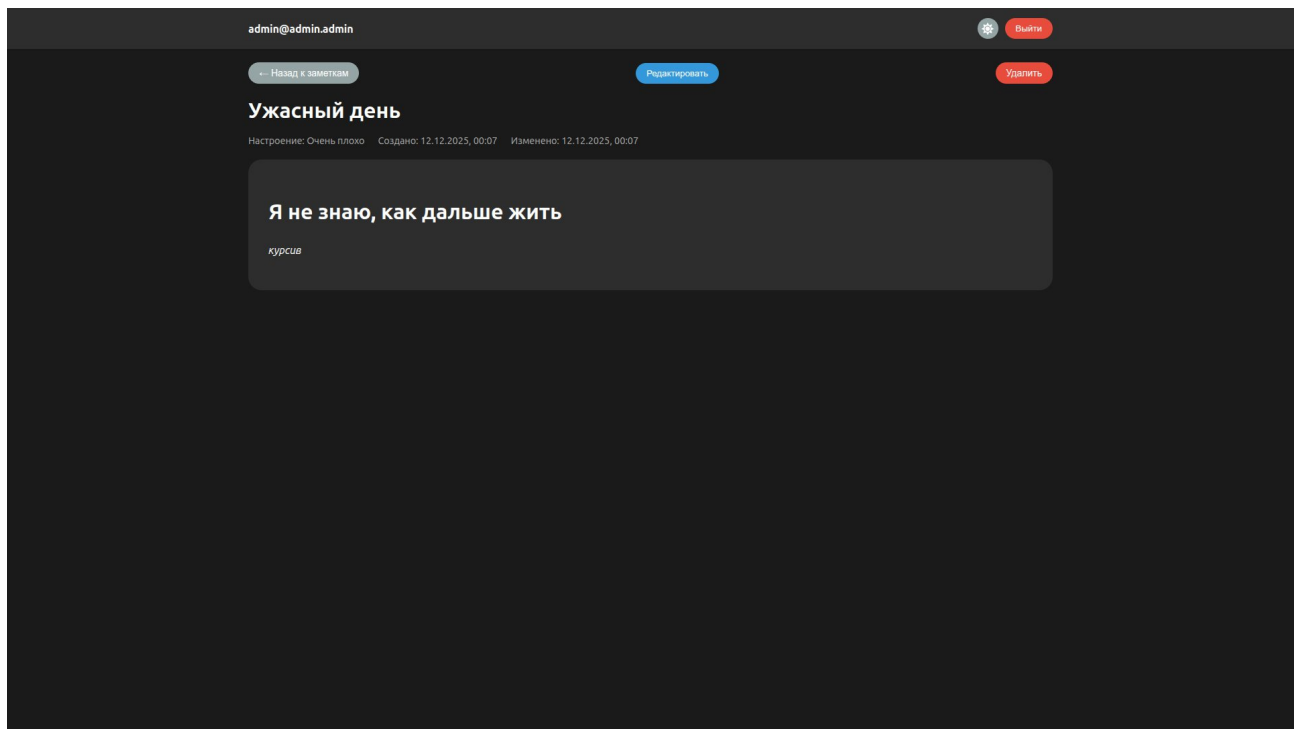 admin@admin.admin
Выйти
← Назад к заметкам
Редактировать
Удалить
Ужасный день
Настроение: Очень плохо Создано: 12.12.2025, 00:07 Изменено: 12.12.2025, 00:07
Я не знаю, как дальше жить
курсив